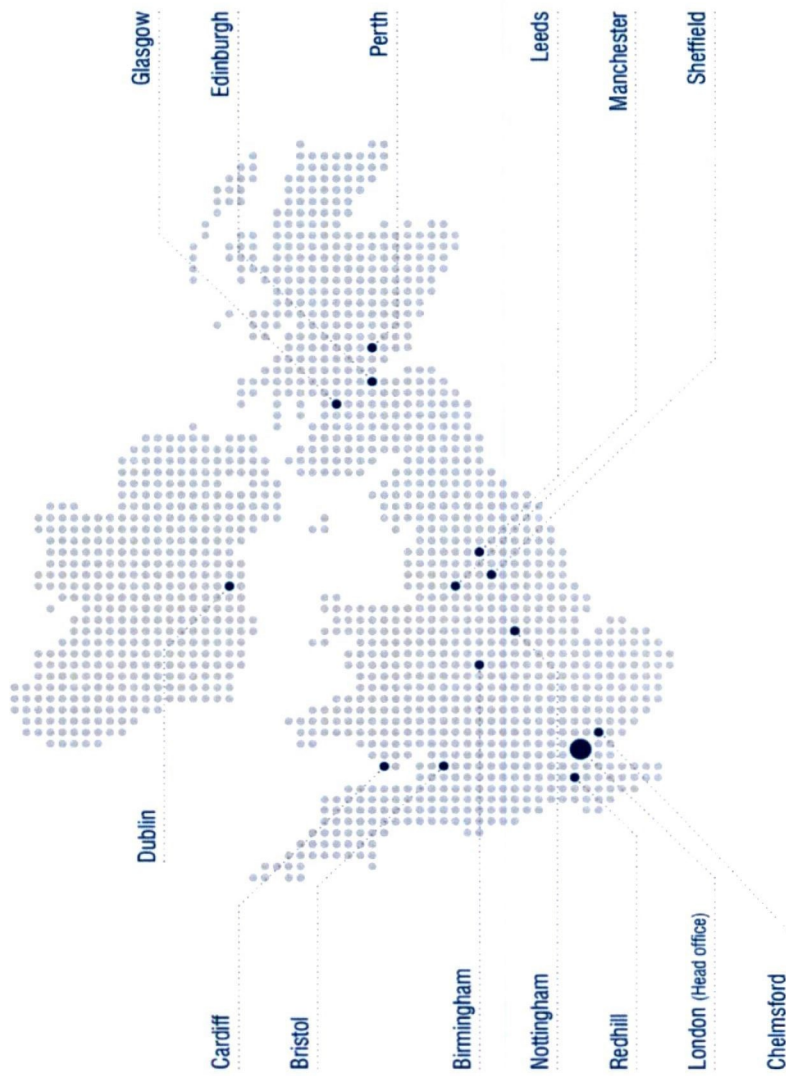 Glasgow
Edinburgh
Perth
Leeds
Manchester
Sheffield
Dublin
Cardiff
Bristol
Birmingham
Nottingham
Redhill
London (Head office)
Chelmsford